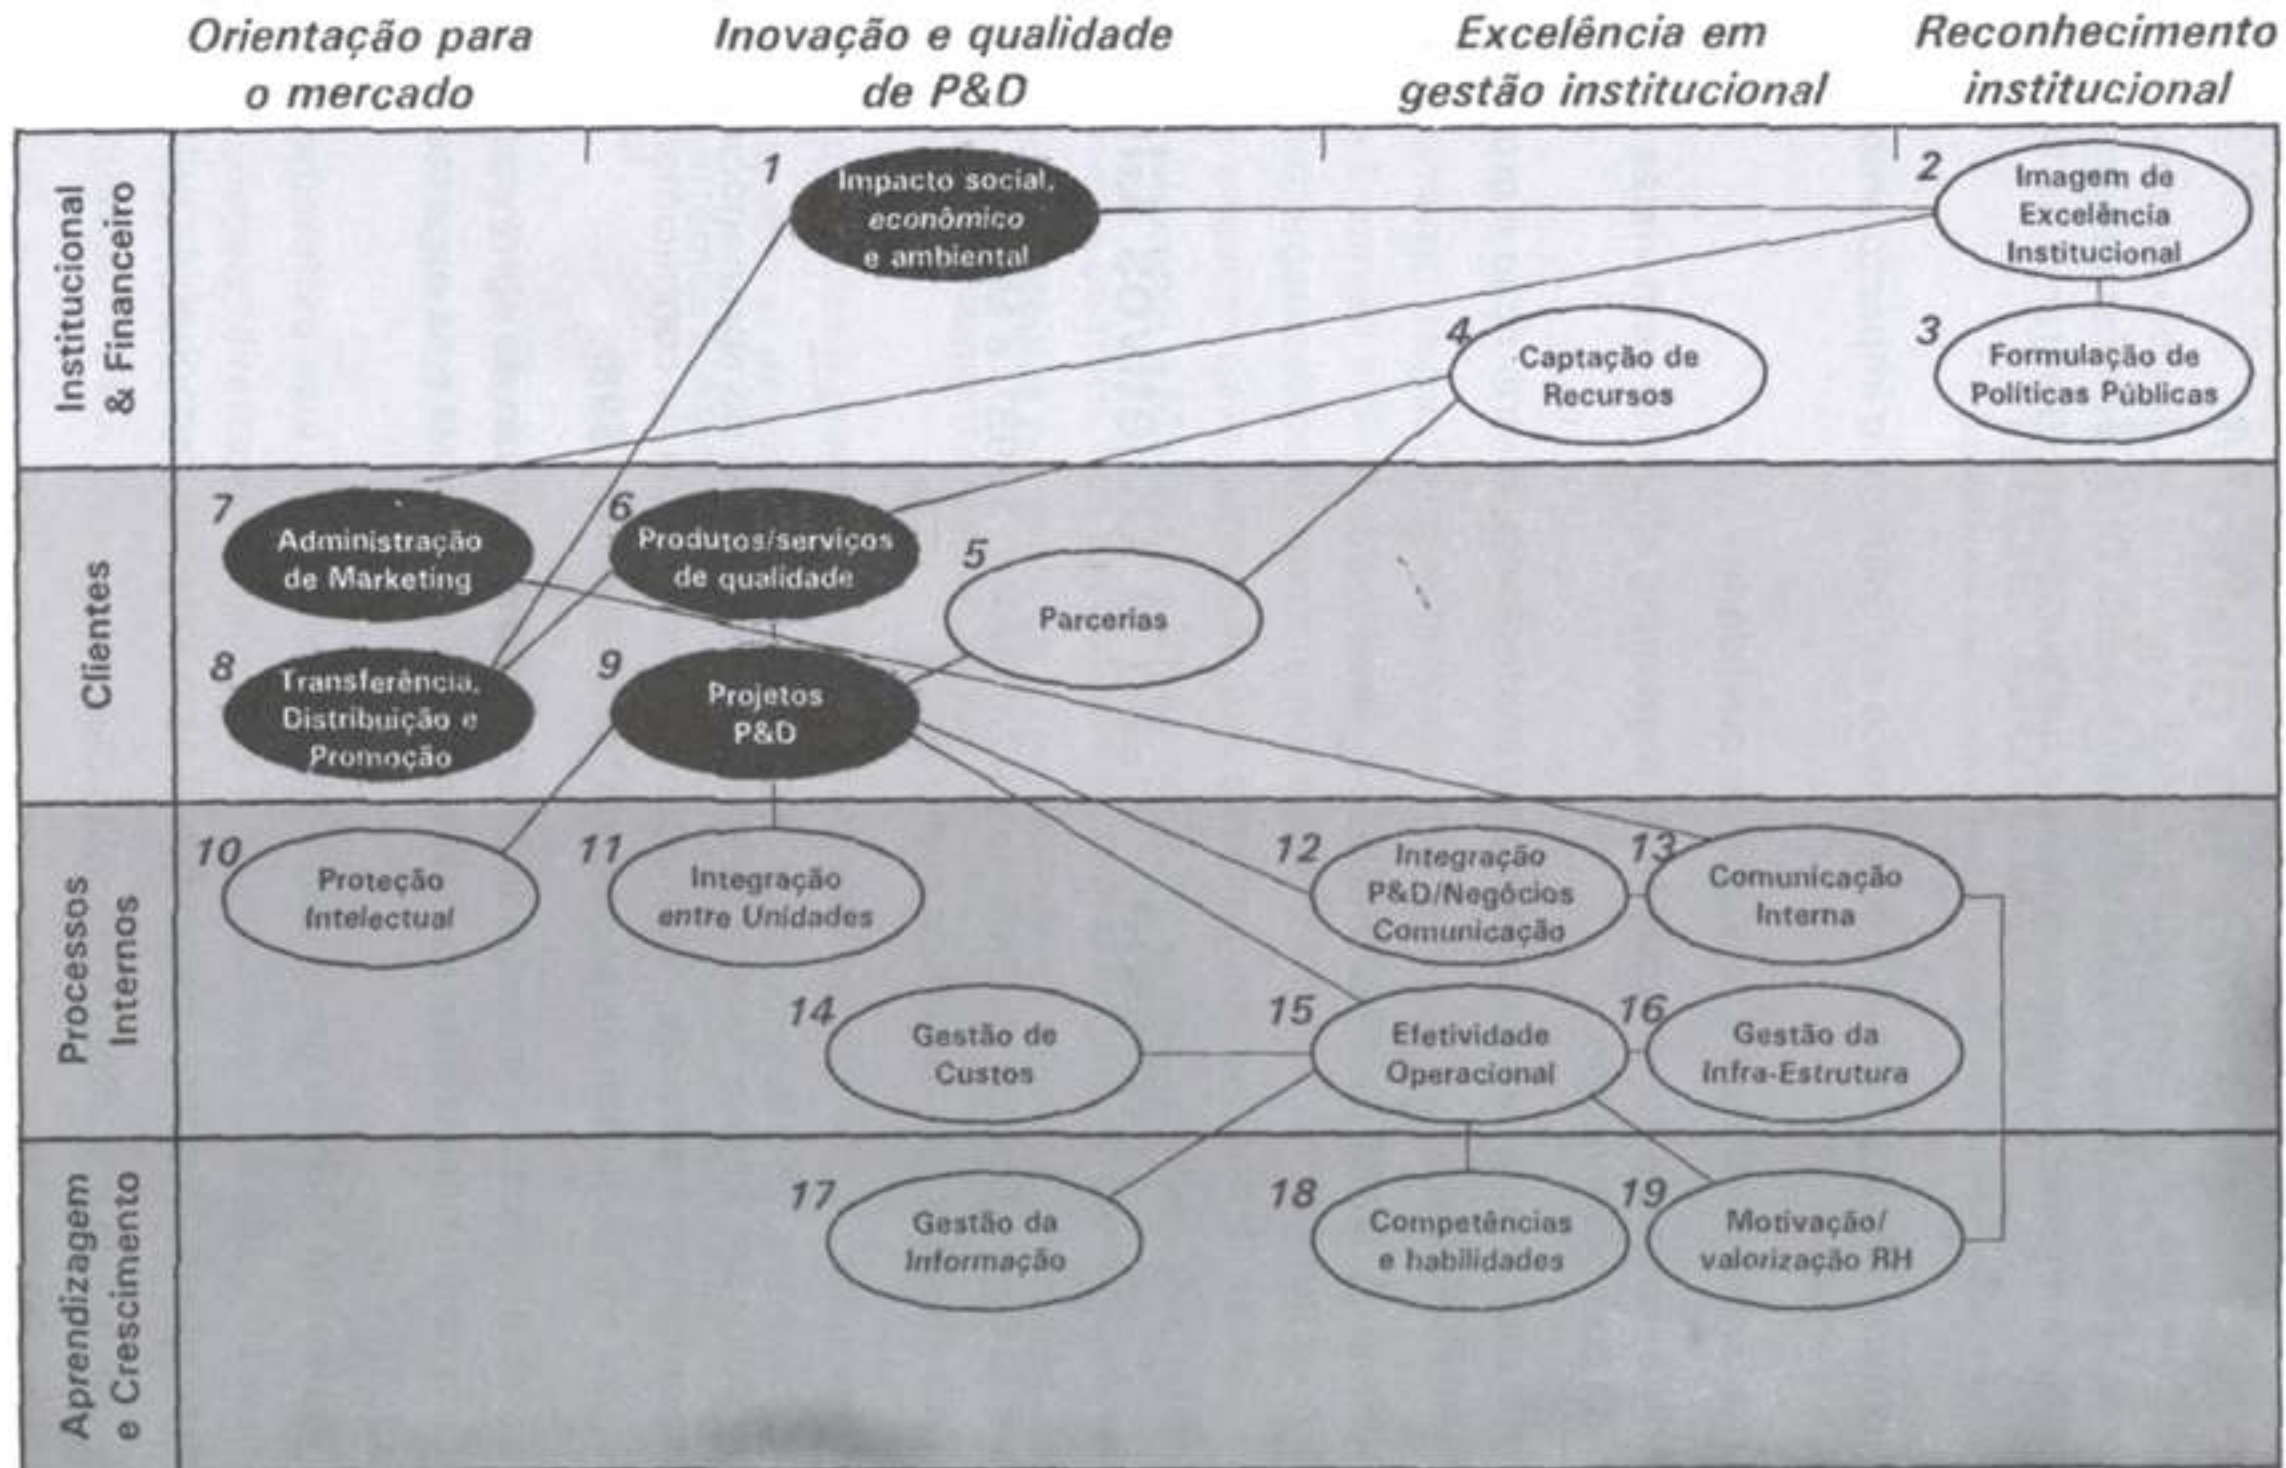 Orientação para
o mercado
Inovação e qualidade
de P&D
Excelência em
gestão institucional
Reconhecimento
institucional
Institucional
& Financeiro
1
Impacto social,
econômico
e ambiental
2
Imagem de
Excelência
Institucional
4
Captação de
Recursos
3
Formulação de
Políticas Públicas
Clientes
7
Administração
de Marketing
6
Produtos/serviços
de qualidade
5
Parcerias
8
Transferência,
Distribuição e
Promoção
9
Projetos
P&D
Processos
Internos
10
Proteção
Intelectual
11
Integração
entre Unidades
12
Integração
P&D/Negócios
Comunicação
13
Comunicação
Interna
14
Gestão de
Custos
15
Efetividade
Operacional
16
Gestão da
Infra-Estrutura
Aprendizagem
e Crescimento
17
Gestão da
Informação
18
Competências
e habilidades
19
Motivação/
valorização RH